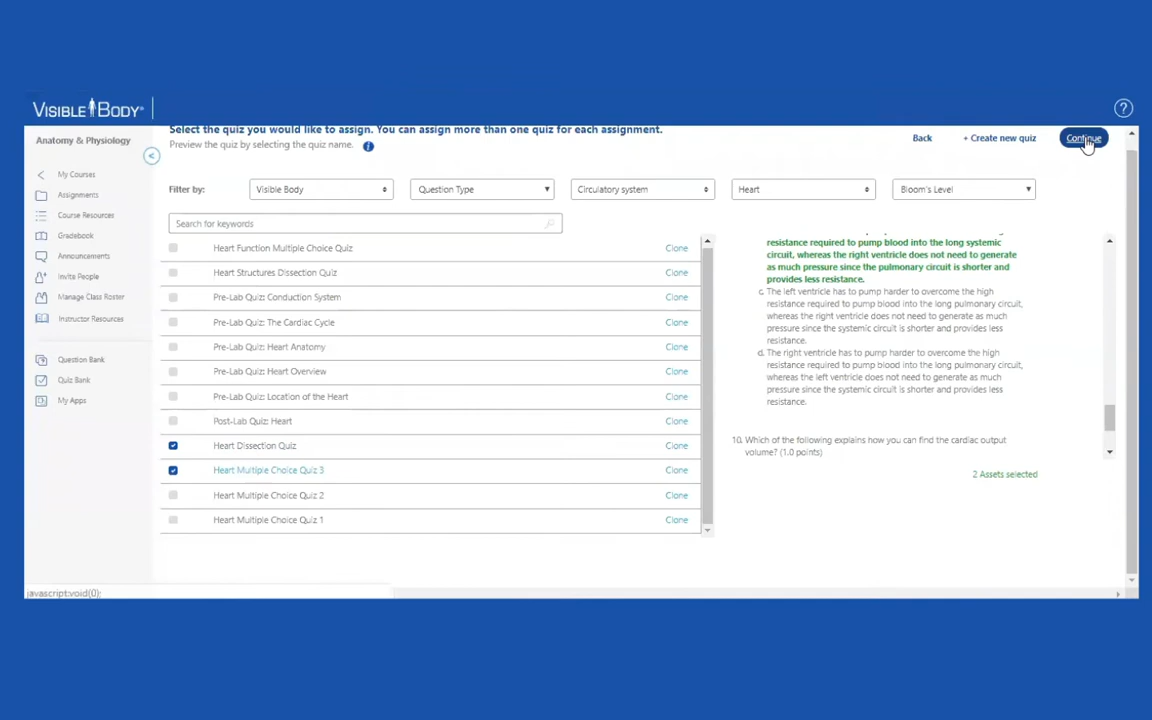 VISIBLE BODY®
?
Anatomy & Physiology
<
My Courses
Assignments
Course Resources
Gradebook
Announcements
Invite People
Manage Class Roster
Instructor Resources
Question Bank
Quiz Bank
My Apps
Select the quiz you would like to assign. You can assign more than one quiz for each assignment.
Preview the quiz by selecting the quiz name. i
Back + Create new quiz Continue
Filter by: Visible Body Question Type Circulatory system Heart Bloom's Level
Search for keywords
Heart Function Multiple Choice Quiz Clone
Heart Structures Dissection Quiz Clone
Pre-Lab Quiz: Conduction System Clone
Pre-Lab Quiz: The Cardiac Cycle Clone
Pre-Lab Quiz: Heart Anatomy Clone
Pre-Lab Quiz: Heart Overview Clone
Pre-Lab Quiz: Location of the Heart Clone
Post-Lab Quiz: Heart Clone
Heart Dissection Quiz Clone
Heart Multiple Choice Quiz 3 Clone
Heart Multiple Choice Quiz 2 Clone
Heart Multiple Choice Quiz 1 Clone
resistance required to pump blood into the long systemic
circuit, whereas the right ventricle does not need to generate
as much pressure since the pulmonary circuit is shorter and
provides less resistance.
c. The left ventricle has to pump harder to overcome the high
resistance required to pump blood into the long pulmonary circuit,
whereas the right ventricle does not need to generate as much
pressure since the systemic circuit is shorter and provides less
resistance.
d. The right ventricle has to pump harder to overcome the high
resistance required to pump blood into the long pulmonary circuit,
whereas the left ventricle does not need to generate as much
pressure since the systemic circuit is shorter and provides less
resistance.
10. Which of the following explains how you can find the cardiac output
volume? (1.0 points)
2 Assets selected
javascript:void(0);